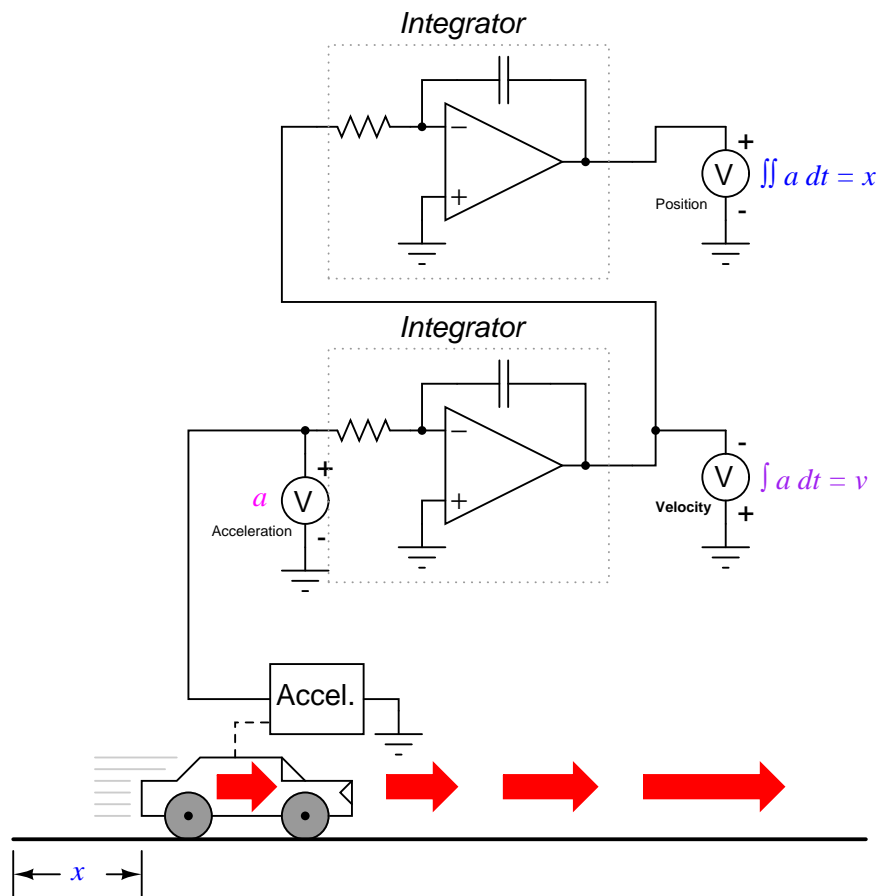 Integrator
−
+
+
V
-
Position
∬ a dt = x
Integrator
−
+
+
V
-
a
Acceleration
-
V
+
Velocity
∫ a dt = v
Accel.
x